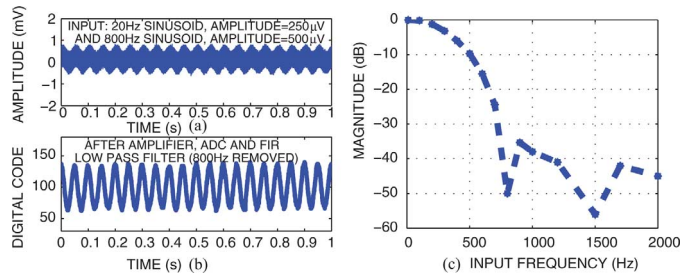 INPUT: 20Hz SINUSOID, AMPLITUDE=250μV
AND 800Hz SINUSOID, AMPLITUDE=500μV
AMPLITUDE (mV)
2
1
0
−1
−2
0 0.1 0.2 0.3 0.4 0.5 0.6 0.7 0.8 0.9 1
TIME (s) (a)
AFTER AMPLIFIER, ADC AND FIR
LOW PASS FILTER (800Hz REMOVED)
DIGITAL CODE
150
100
50
0 0.1 0.2 0.3 0.4 0.5 0.6 0.7 0.8 0.9 1
TIME (s) (b)
MAGNITUDE (dB)
0
−10
−20
−30
−40
−50
−60
0 500 1000 1500 2000
(c) INPUT FREQUENCY (Hz)